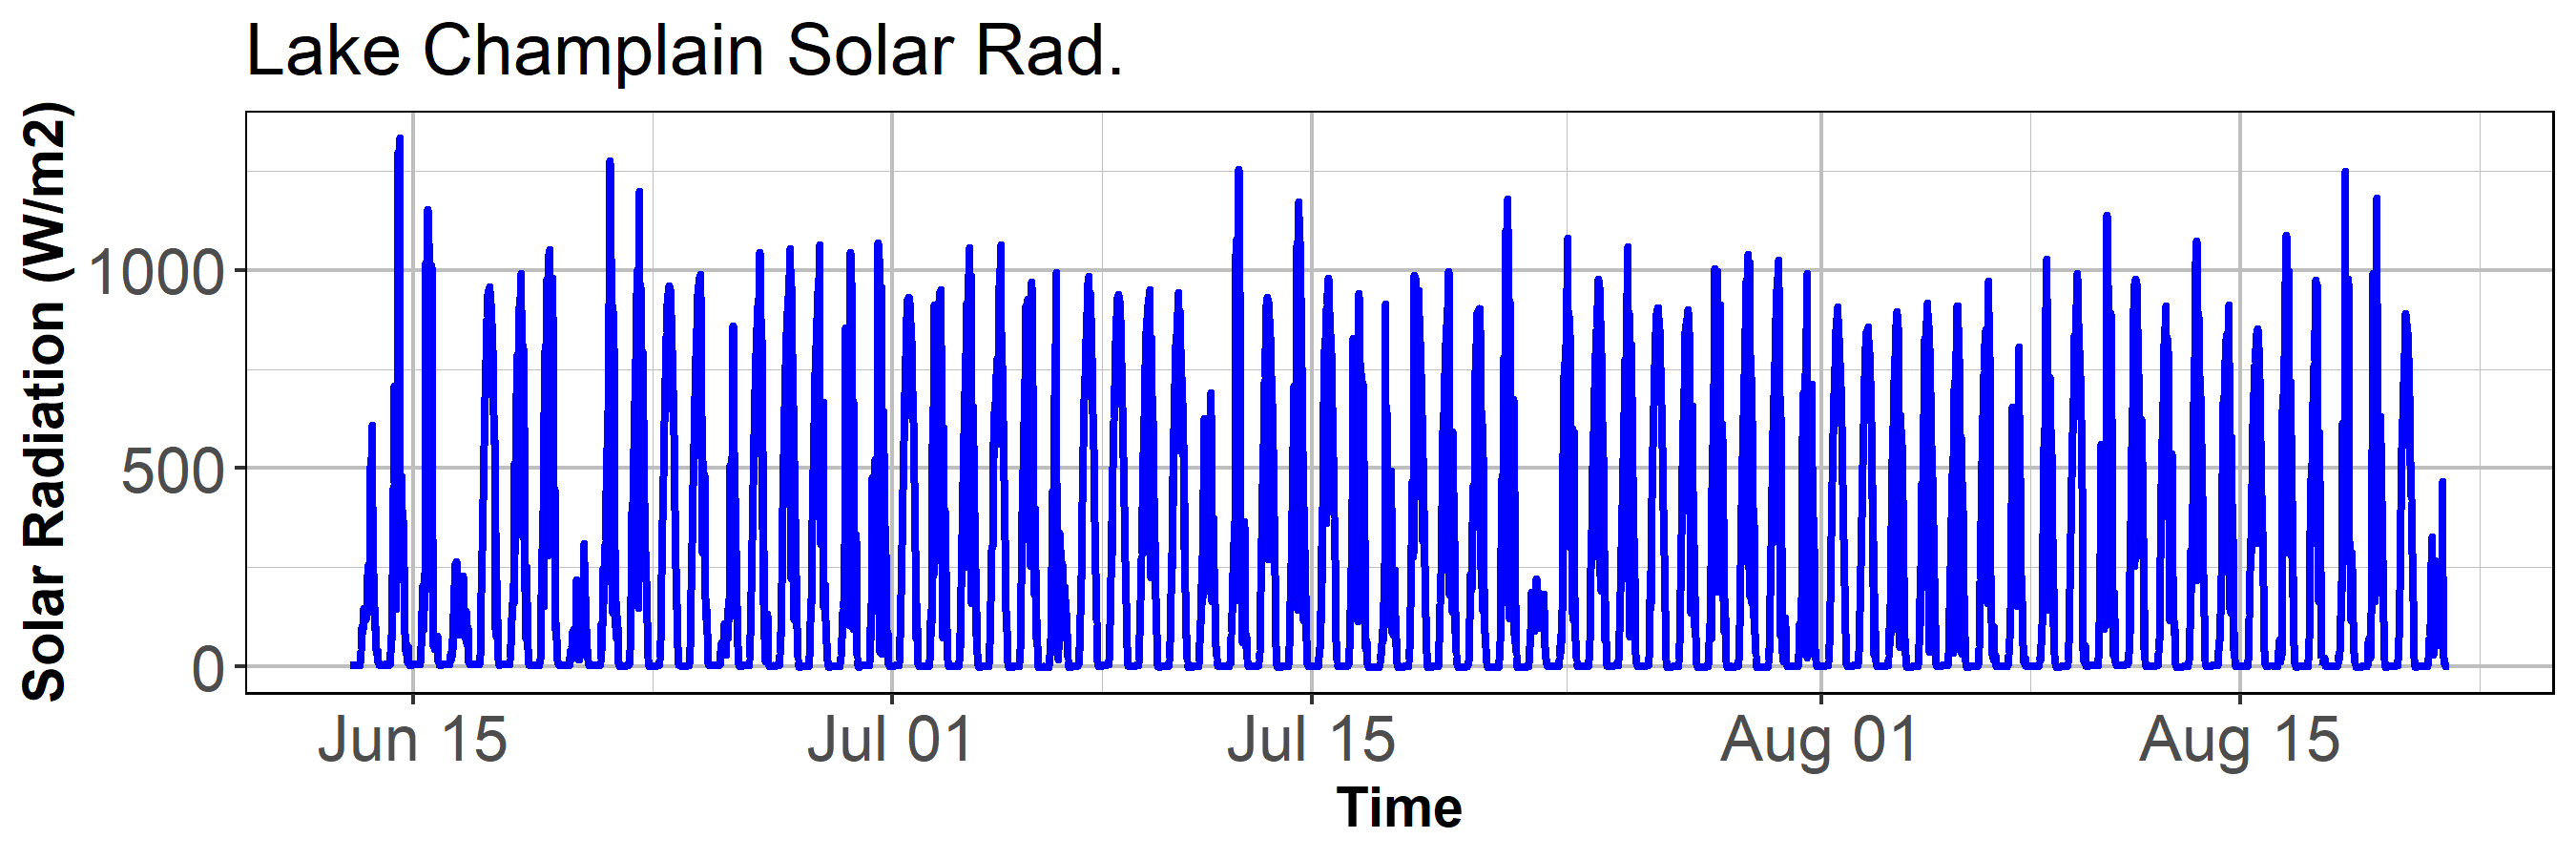 Lake Champlain Solar Rad.
Solar Radiation (W/m2)
1000
500
0
Jun 15
Jul 01
Jul 15
Aug 01
Aug 15
Time